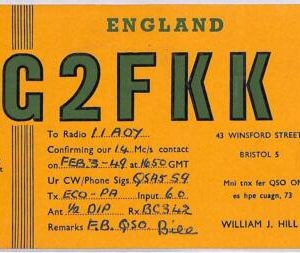 ENGLAND
G2FKK
To Radio I1AOY 43 WINSFORD STREET
Confirming our 14 Mc/s contact BRISTOL 5
on FEB. 3-49 at 1650 GMT
Ur CW/Phone Sigs QSA5 S9 Mni tnx fer QSO OM
Tx ECO-PA Input 60 es hpe cuagn, 73
Ant ½ DIP Rx BC342
Remarks F.B. QSO Bill WILLIAM J. HILL